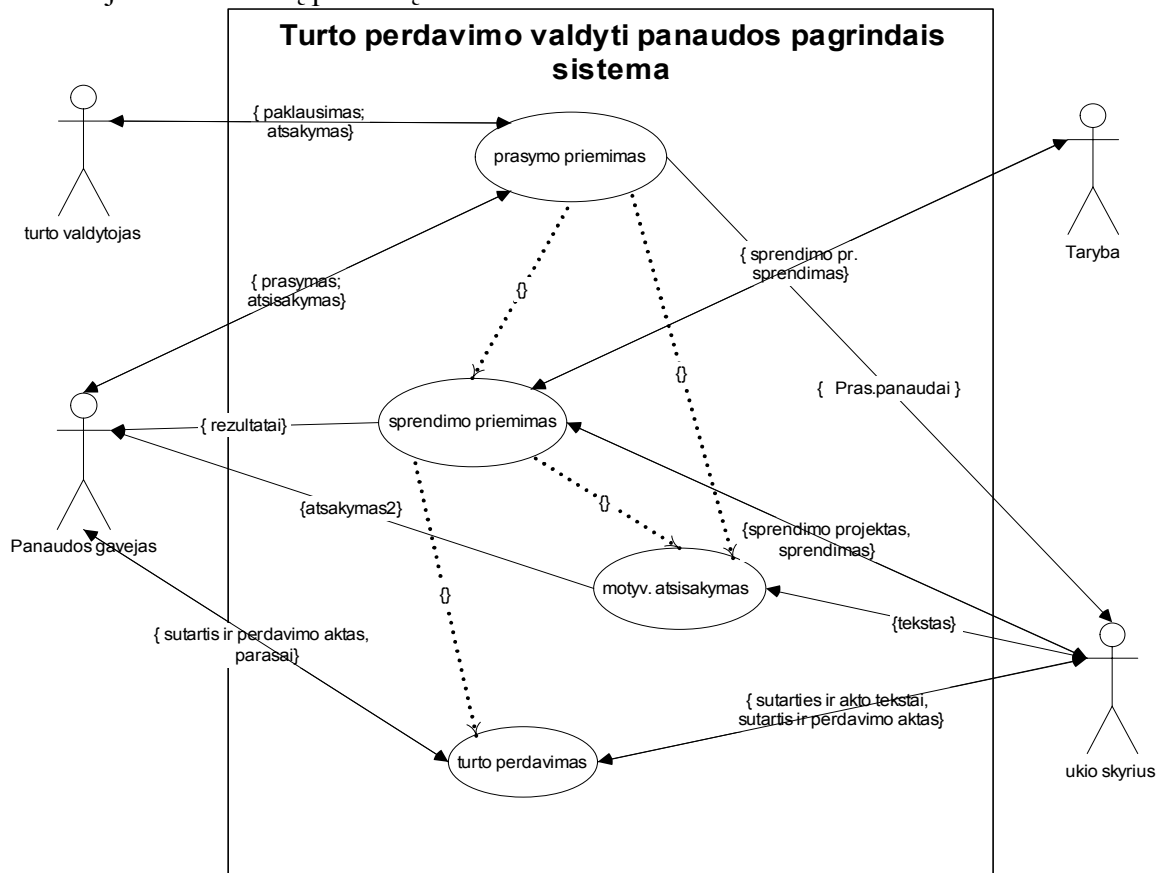 Turto perdavimo valdyti panaudos pagrindais
sistema
{ paklausimas;
atsakymas}
prasymo priemimas
turto valdytojas
Taryba
{ sprendimo pr.
sprendimas}
{ prasymas;
atsisakymas}
{}
{}
{ Pras.panaudai }
{ rezultatai}
sprendimo priemimas
{atsakymas2}
{}
{sprendimo projektas,
sprendimas}
Panaudos gavejas
motyv. atsisakymas
{}
{tekstas}
{ sutartis ir perdavimo aktas,
parasai}
{ sutarties ir akto tekstai,
sutartis ir perdavimo aktas}
turto perdavimas
ukio skyrius